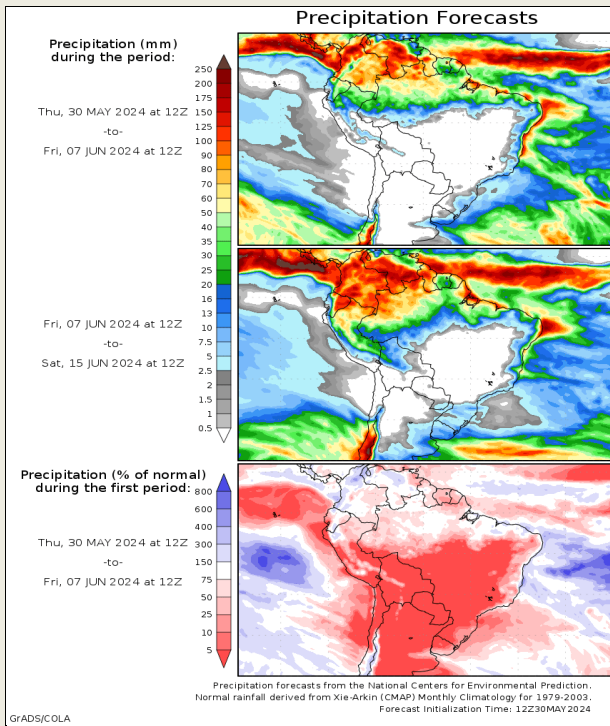 Precipitation Forecasts
Precipitation (mm)
during the period:
Thu, 30 MAY 2024 at 12Z
-to-
Fri, 07 JUN 2024 at 12Z
250
200
175
150
125
100
90
80
70
60
50
40
35
30
25
20
16
13
10
7.5
5
2.5
2
1.5
1
0.5
Fri, 07 JUN 2024 at 12Z
-to-
Sat, 15 JUN 2024 at 12Z
Precipitation (% of normal)
during the first period:
Thu, 30 MAY 2024 at 12Z
-to-
Fri, 07 JUN 2024 at 12Z
800
600
400
300
150
75
50
25
10
5
Precipitation forecasts from the National Centers for Environmental Prediction.
Normal rainfall derived from Xie-Arkin (CMAP) Monthly Climatology for 1979-2003.
Forecast Initialization Time: 12Z30MAY2024
GrADS/COLA